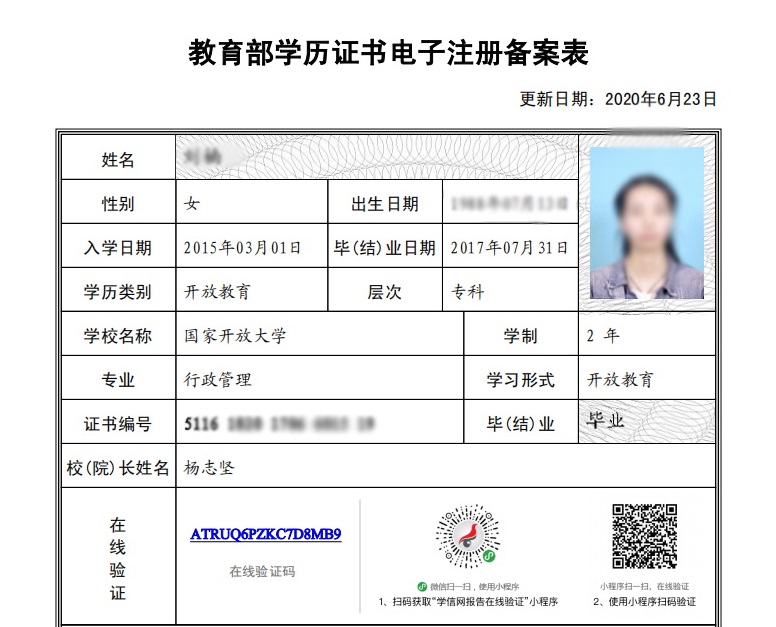 教育部学历证书电子注册备案表
更新日期：2020年6月23日
姓名
性别 女 出生日期
入学日期 2015年03月01日 毕(结)业日期 2017年07月31日
学历类别 开放教育 层次 专科
学校名称 国家开放大学 学制 2 年
专业 行政管理 学习形式 开放教育
证书编号 5116 毕(结)业 毕业
校(院)长姓名 杨志坚
在线验证
ATRUQ6PZKC7D8MB9
在线验证码
微信扫一扫，使用小程序
1、扫码获取“学信网报告在线验证”小程序
小程序扫一扫，在线验证
2、使用小程序扫码验证